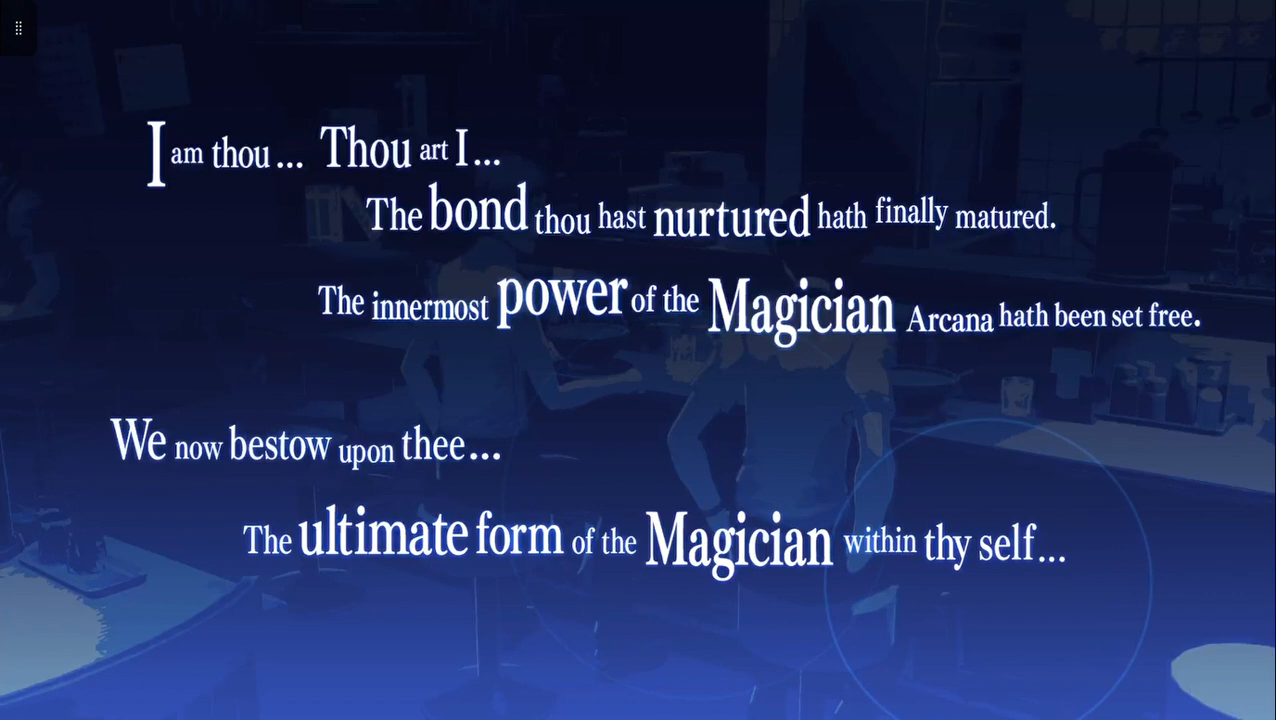 I am thou... Thou art I...
The bond thou hast nurtured hath finally matured.
The innermost power of the Magician Arcana hath been set free.
We now bestow upon thee...
The ultimate form of the Magician within thy self...